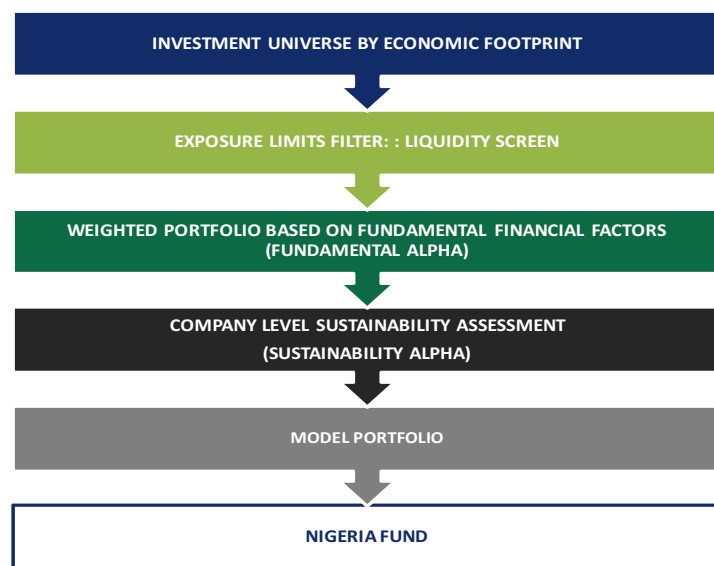 INVESTMENT UNIVERSE BY ECONOMIC FOOTPRINT
EXPOSURE LIMITS FILTER: : LIQUIDITY SCREEN
WEIGHTED PORTFOLIO BASED ON FUNDAMENTAL FINANCIAL FACTORS
(FUNDAMENTAL ALPHA)
COMPANY LEVEL SUSTAINABILITY ASSESSMENT
(SUSTAINABILITY ALPHA)
MODEL PORTFOLIO
NIGERIA FUND